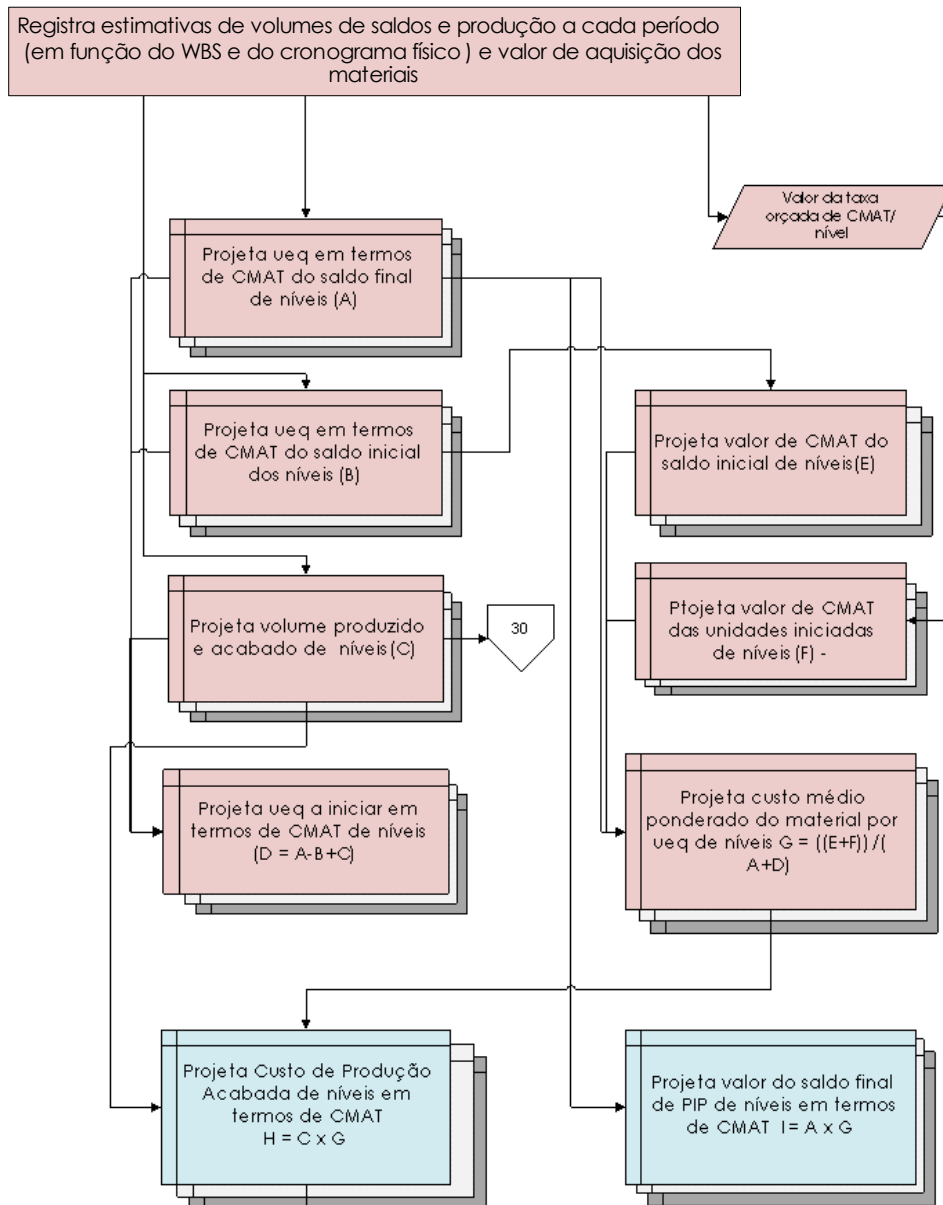 Registra estimativas de volumes de saldos e produção a cada período
(em função do WBS e do cronograma físico ) e valor de aquisição dos
materiais
Valor da taxa
orçada de CMAT/
nível
Projeta ueq em termos
de CMAT do saldo final
de níveis (A)
Projeta ueq em termos
de CMAT do saldo inicial
dos níveis (B)
Projeta valor de CMAT do
saldo inicial de níveis(E)
Projeta volume produzido
e acabado de níveis(C)
30
Ptojeta valor de CMAT
das unidades iniciadas
de níveis (F) -
Projeta ueq a iniciar em
termos de CMAT de níveis
(D = A-B+C)
Projeta custo médio
ponderado do material por
ueq de níveis G = ((E+F)) /(
A+D)
Projeta Custo de Produção
Acabada de níveis em
termos de CMAT
H = C x G
Projeta valor do saldo final
de PIP de níveis em termos
de CMAT I = A x G